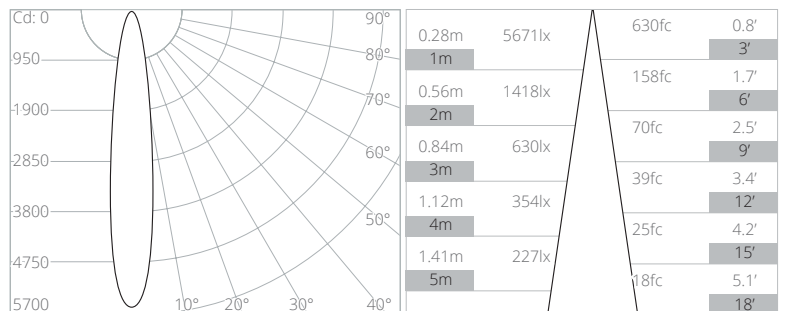 Cd: 0
950
1900
2850
3800
4750
5700
90°
80°
70°
60°
50°
10°
20°
30°
40°
0.28m 5671lx
1m
0.56m 1418lx
2m
0.84m 630lx
3m
1.12m 354lx
4m
1.41m 227lx
5m
630fc 0.8’
3’
158fc 1.7’
6’
70fc 2.5’
9’
39fc 3.4’
12’
25fc 4.2’
15’
18fc 5.1’
18’